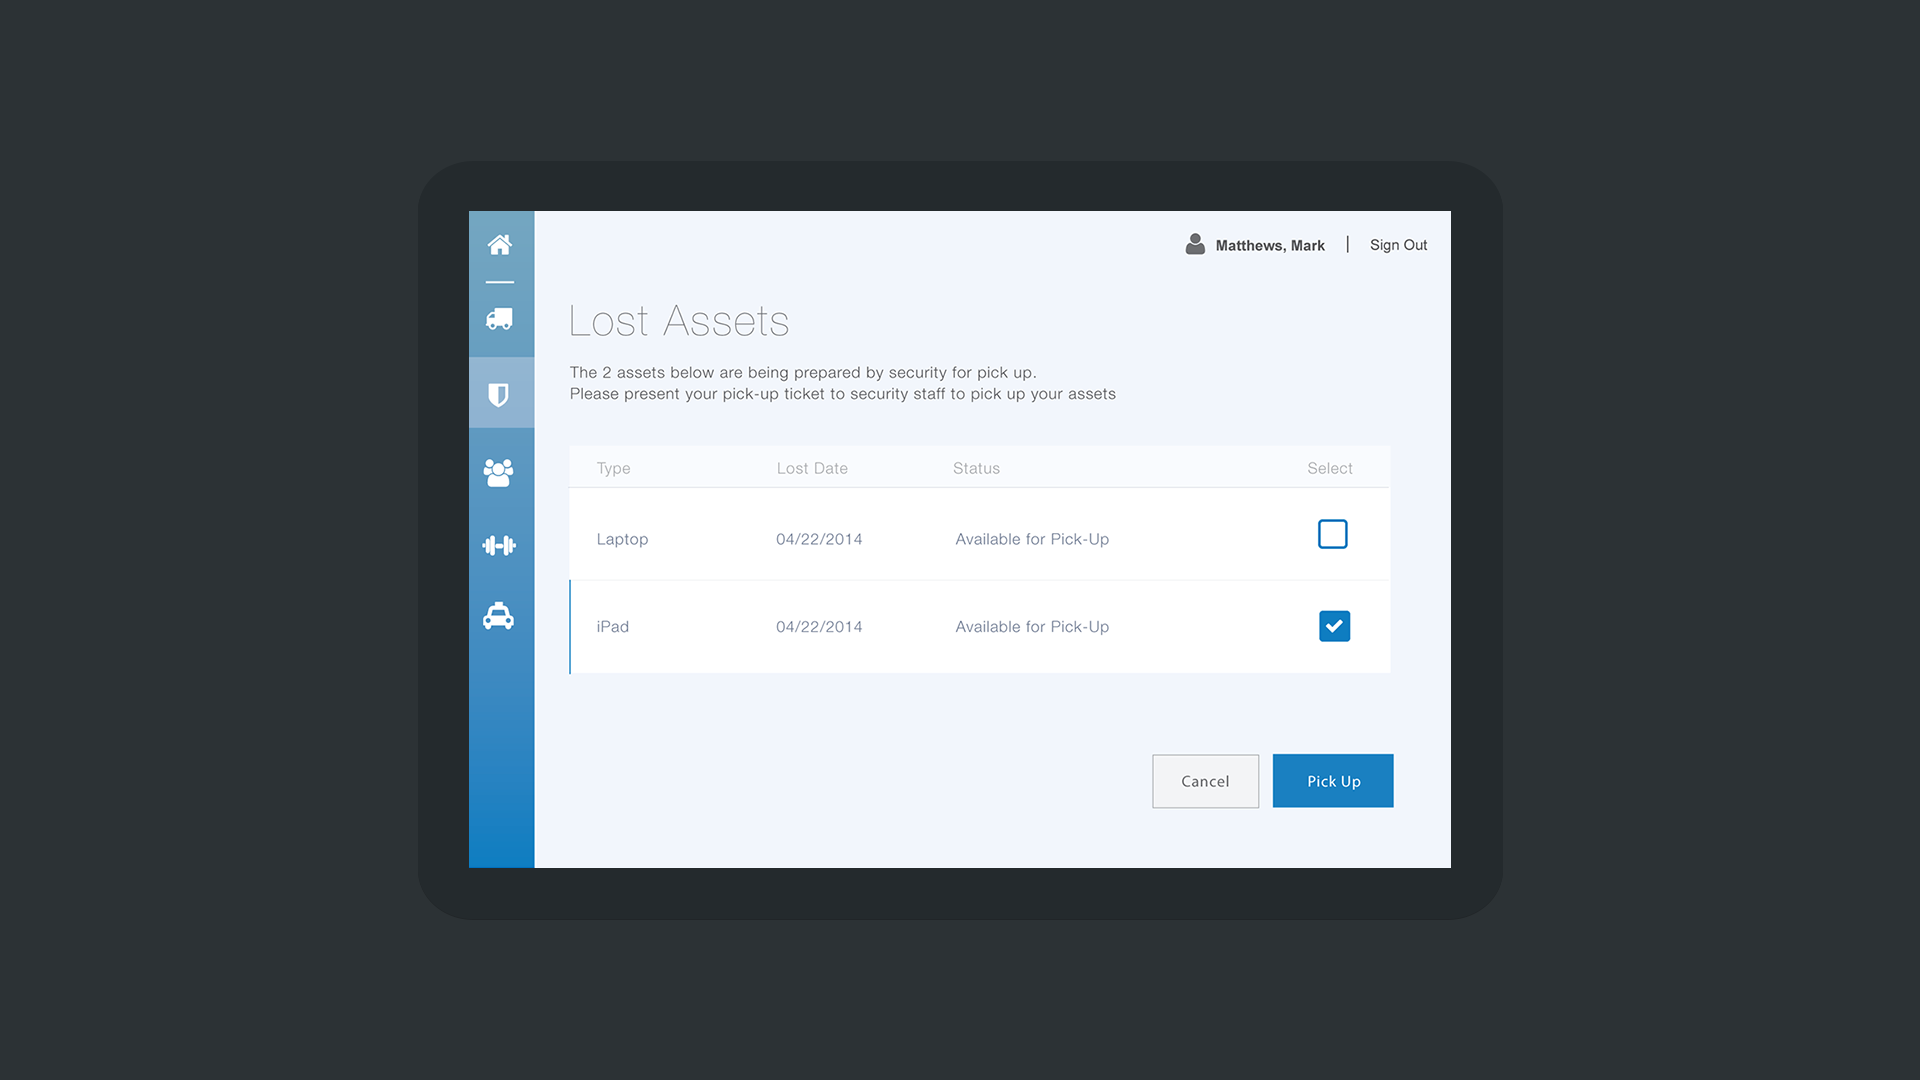 Matthews, Mark | Sign Out
Lost Assets
The 2 assets below are being prepared by security for pick up.
Please present your pick-up ticket to security staff to pick up your assets
Type Lost Date Status Select
Laptop 04/22/2014 Available for Pick-Up
iPad 04/22/2014 Available for Pick-Up
Cancel Pick Up